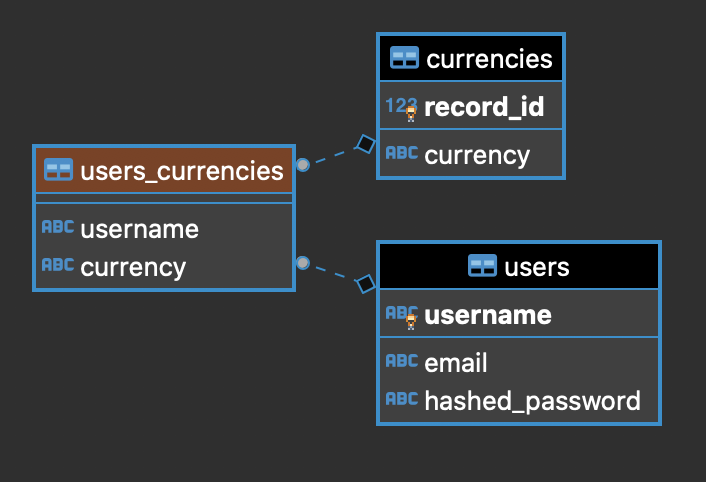 currencies
123 record_id
ABC currency
users_currencies
ABC username
ABC currency
users
ABC username
ABC email
ABC hashed_password